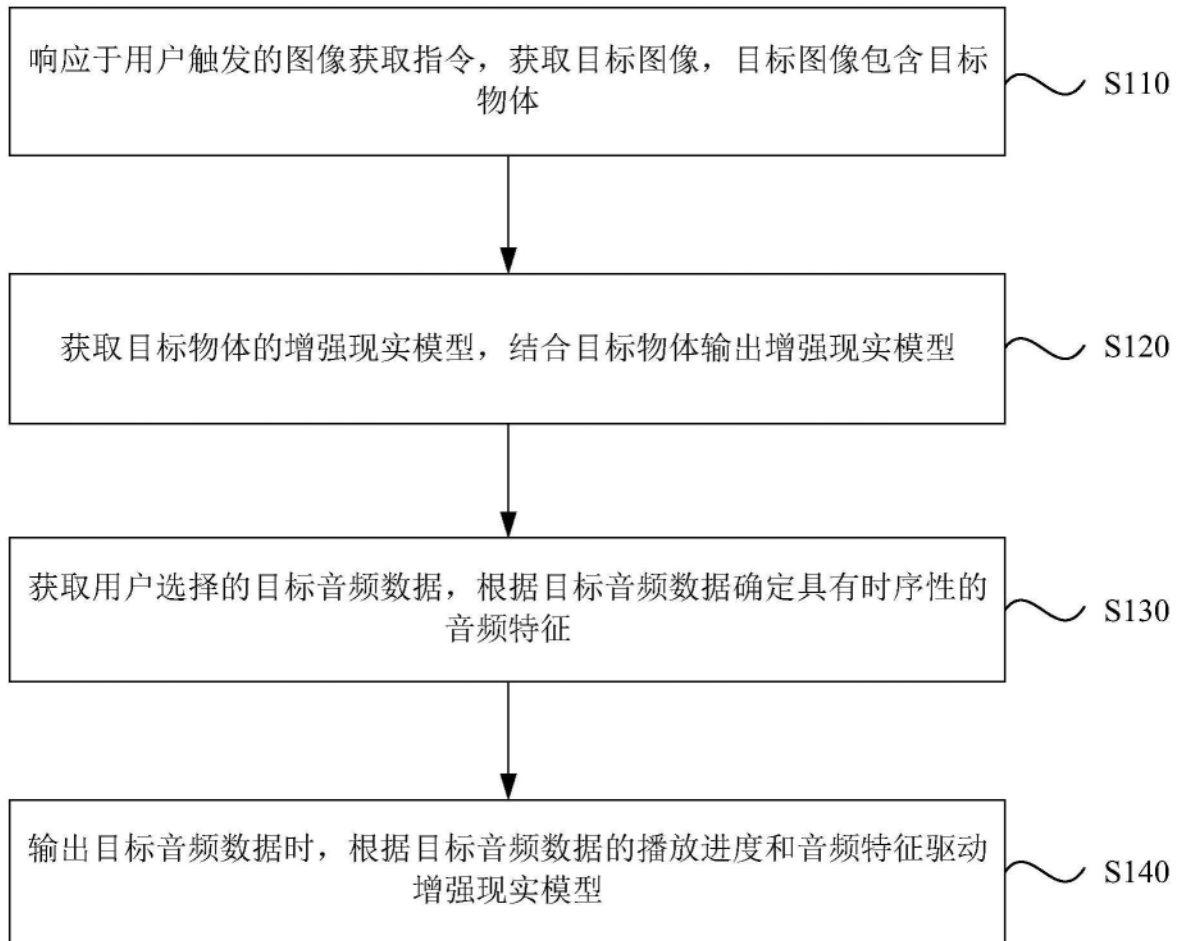 响应于用户触发的图像获取指令，获取目标图像，目标图像包含目标
物体
S110
获取目标物体的增强现实模型，结合目标物体输出增强现实模型
S120
获取用户选择的目标音频数据，根据目标音频数据确定具有时序性的
音频特征
S130
输出目标音频数据时，根据目标音频数据的播放进度和音频特征驱动
增强现实模型
S140